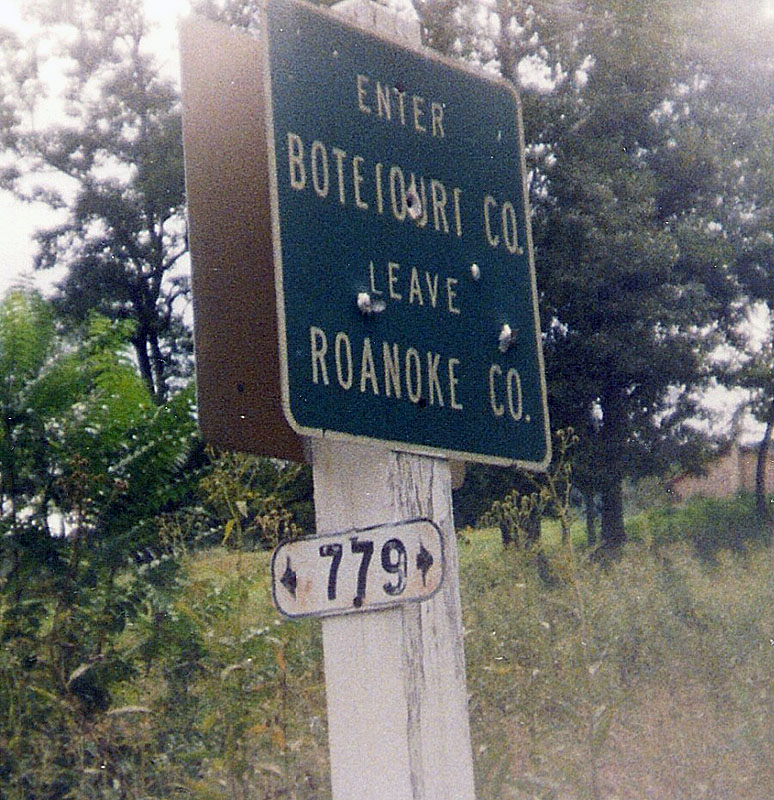 ENTER
BOTETOURT CO.
LEAVE
ROANOKE CO.
779